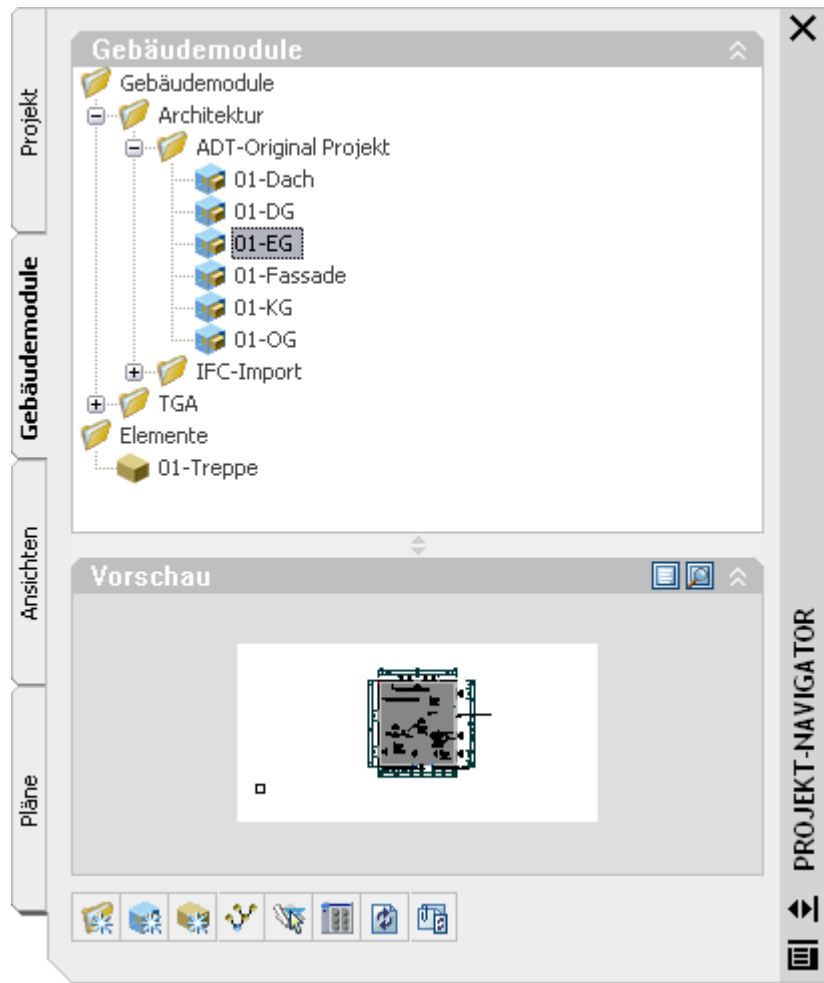 Projekt
Gebäudemodule
Ansichten
Pläne
Gebäudemodule
Gebäudemodule
Architektur
ADT-Original Projekt
01-Dach
01-DG
01-EG
01-Fassade
01-KG
01-OG
IFC-Import
TGA
Elemente
01-Treppe
Vorschau
PROJEKT-NAVIGATOR